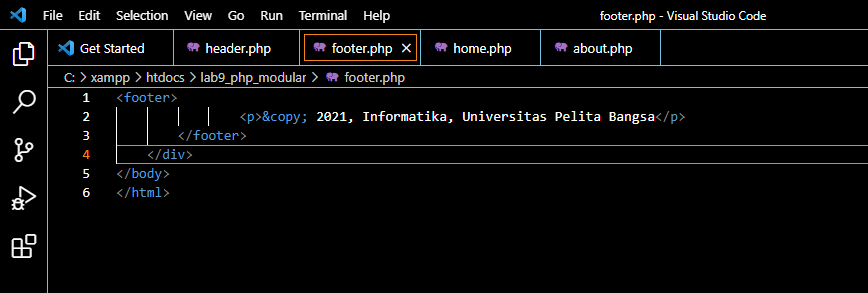 File Edit Selection View Go Run Terminal Help footer.php - Visual Studio Code
Get Started header.php footer.php home.php about.php
C: > xampp > htdocs > lab9_php_modular > footer.php
1 <footer>
2 <p>&copy; 2021, Informatika, Universitas Pelita Bangsa</p>
3 </footer>
4 </div>
5 </body>
6 </html>